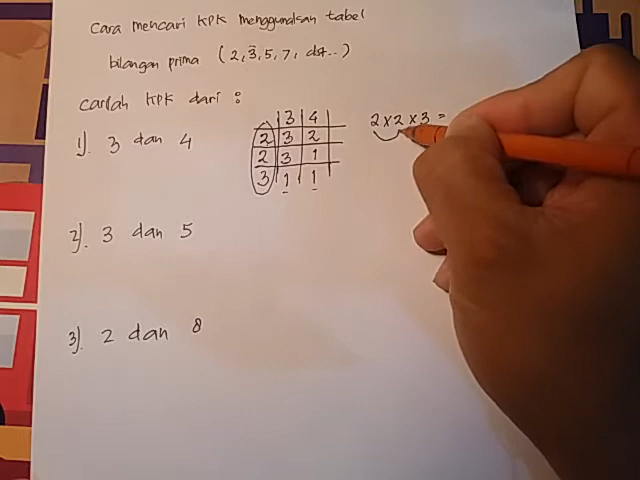 Cara mencari KPK menggunakan tabel
bilangan prima (2, 3, 5, 7, dst...)
Carilah KPK dari :
1). 3 dan 4
3 4
2 3 2
2 3 1
3 1 1
2 x 2 x 3 =
2). 3 dan 5
3). 2 dan 8